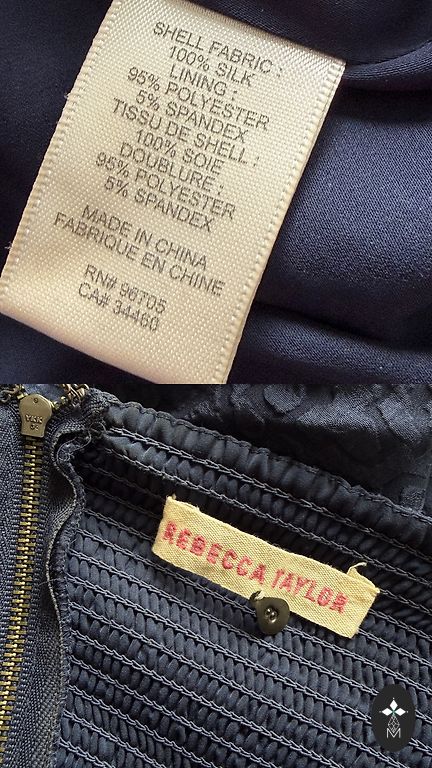 SHELL FABRIC :
100% SILK
LINING :
95% POLYESTER
5% SPANDEX
TISSU DE SHELL :
100% SOIE
DOUBLURE :
95% POLYESTER
5% SPANDEX
MADE IN CHINA
FABRIQUE EN CHINE
RN# 96705
CA# 34460
REBECCA TAYLOR
M